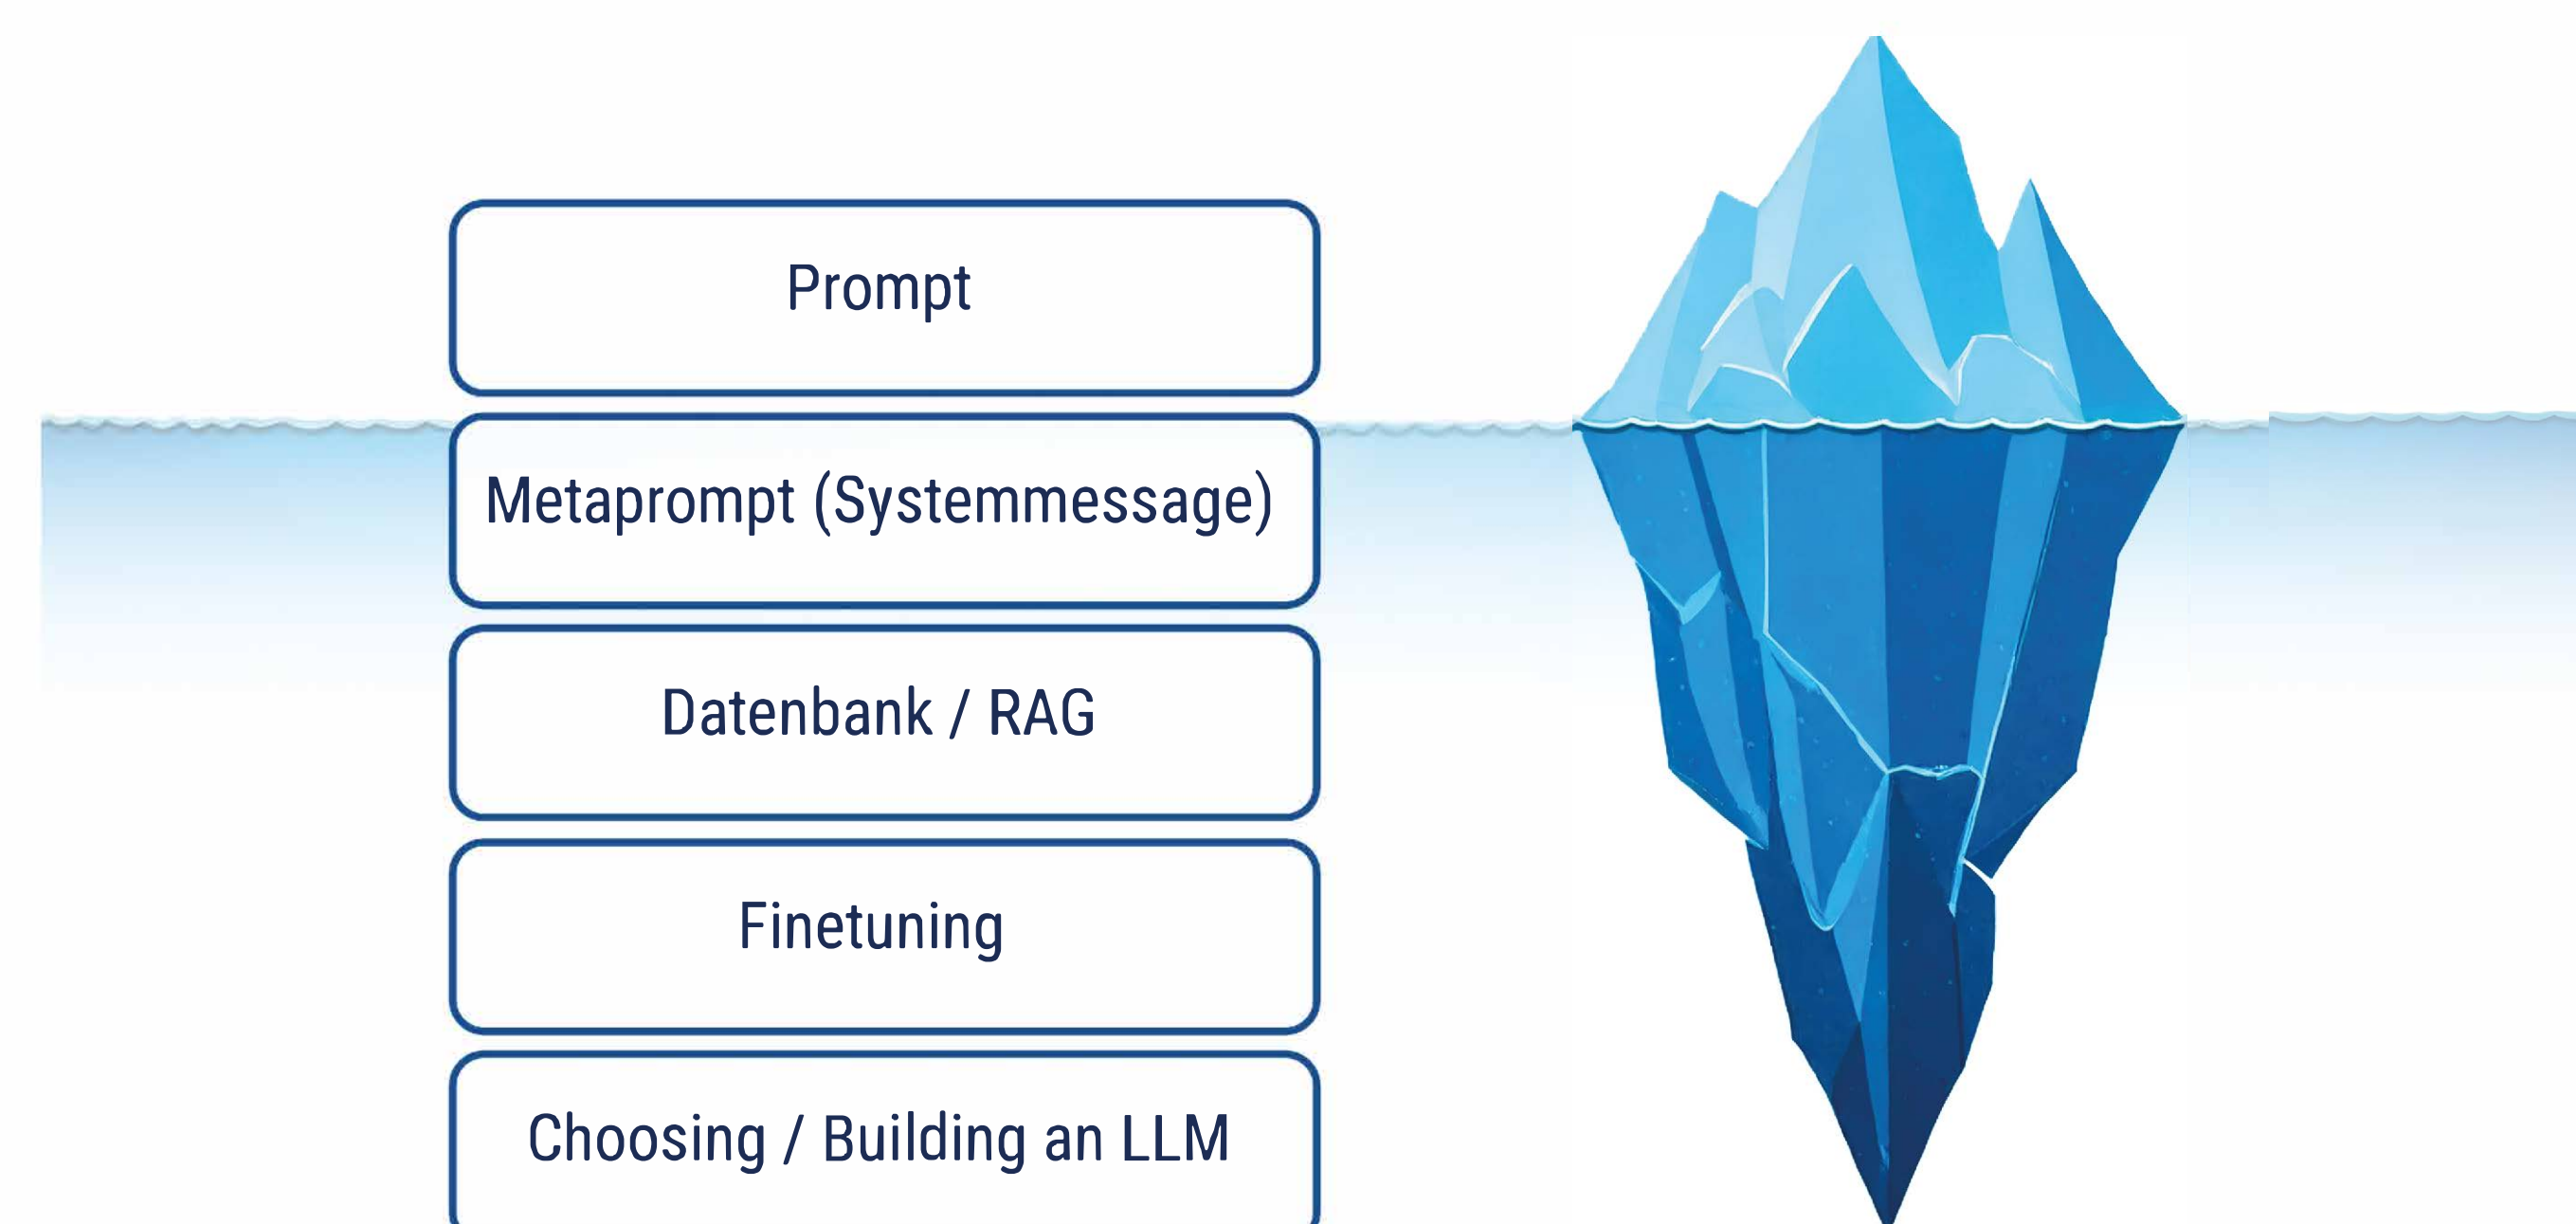 Prompt
Metaprompt (Systemmessage)
Datenbank / RAG
Finetuning
Choosing / Building an LLM